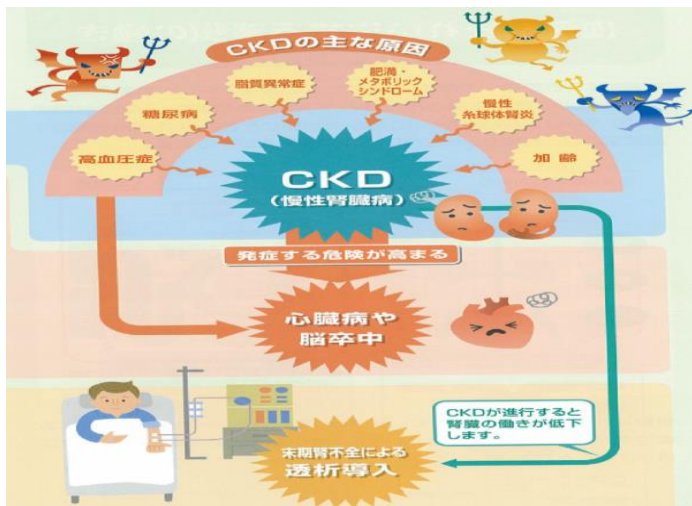 CKDの主な原因
高血圧症
糖尿病
脂質異常症
肥満・
メタボリック
シンドローム
慢性
糸球体腎炎
加齢
CKD
(慢性腎臓病)
発症する危険が高まる
心臓病や
脳卒中
CKDが進行すると
腎臓の働きが低下
します。
末期腎不全による
透析導入